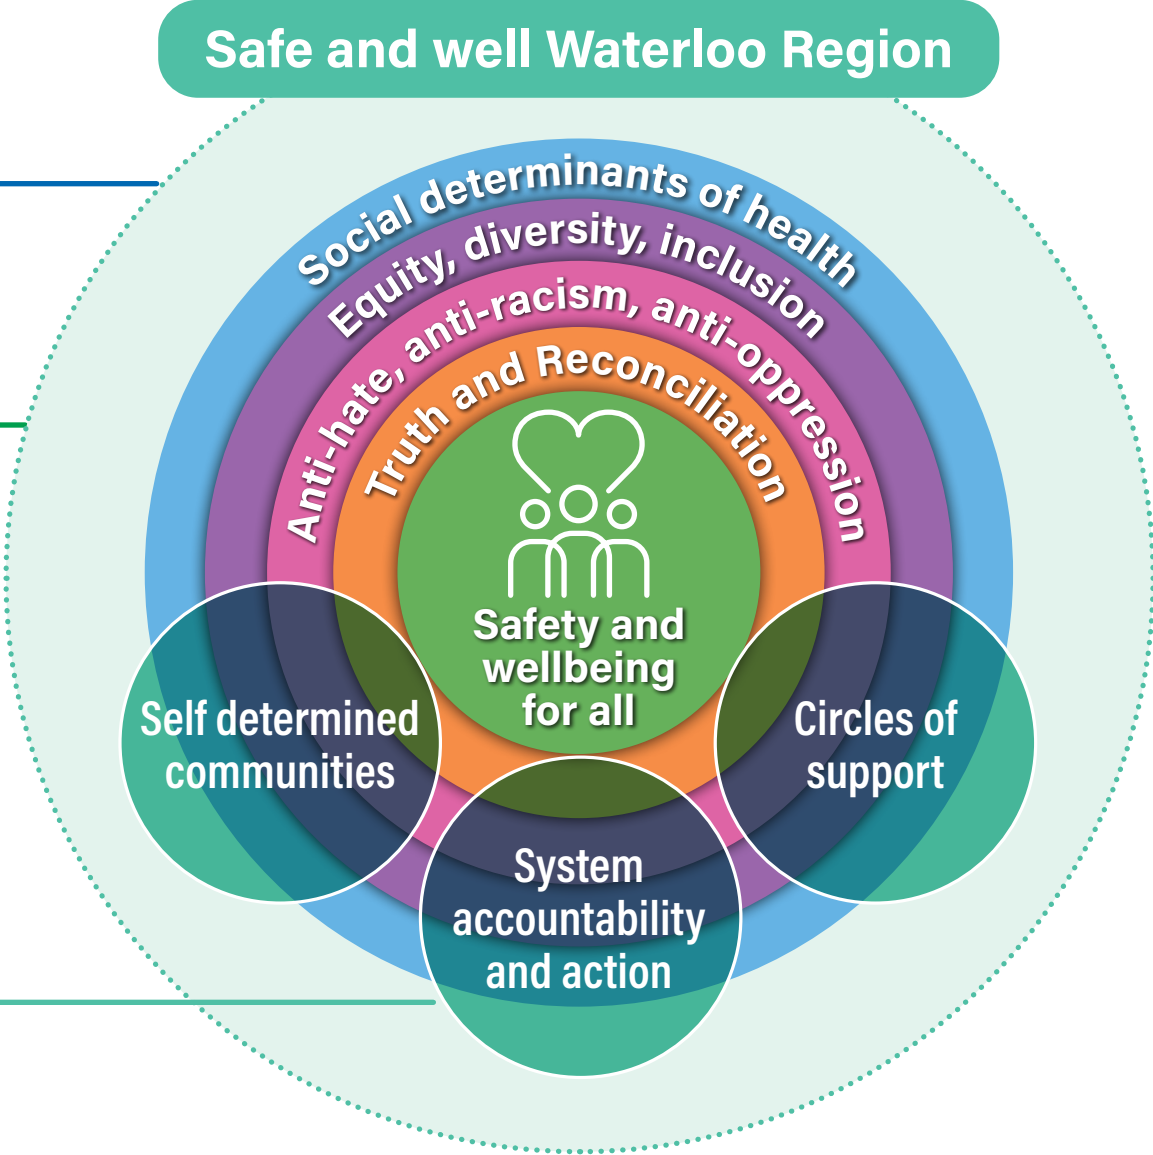 Safe and well Waterloo Region
Social determinants of health
Equity, diversity, inclusion
Anti-hate, anti-racism, anti-oppression
Truth and Reconciliation
Safety and
wellbeing
for all
Self determined
communities
Circles of
support
System
accountability
and action